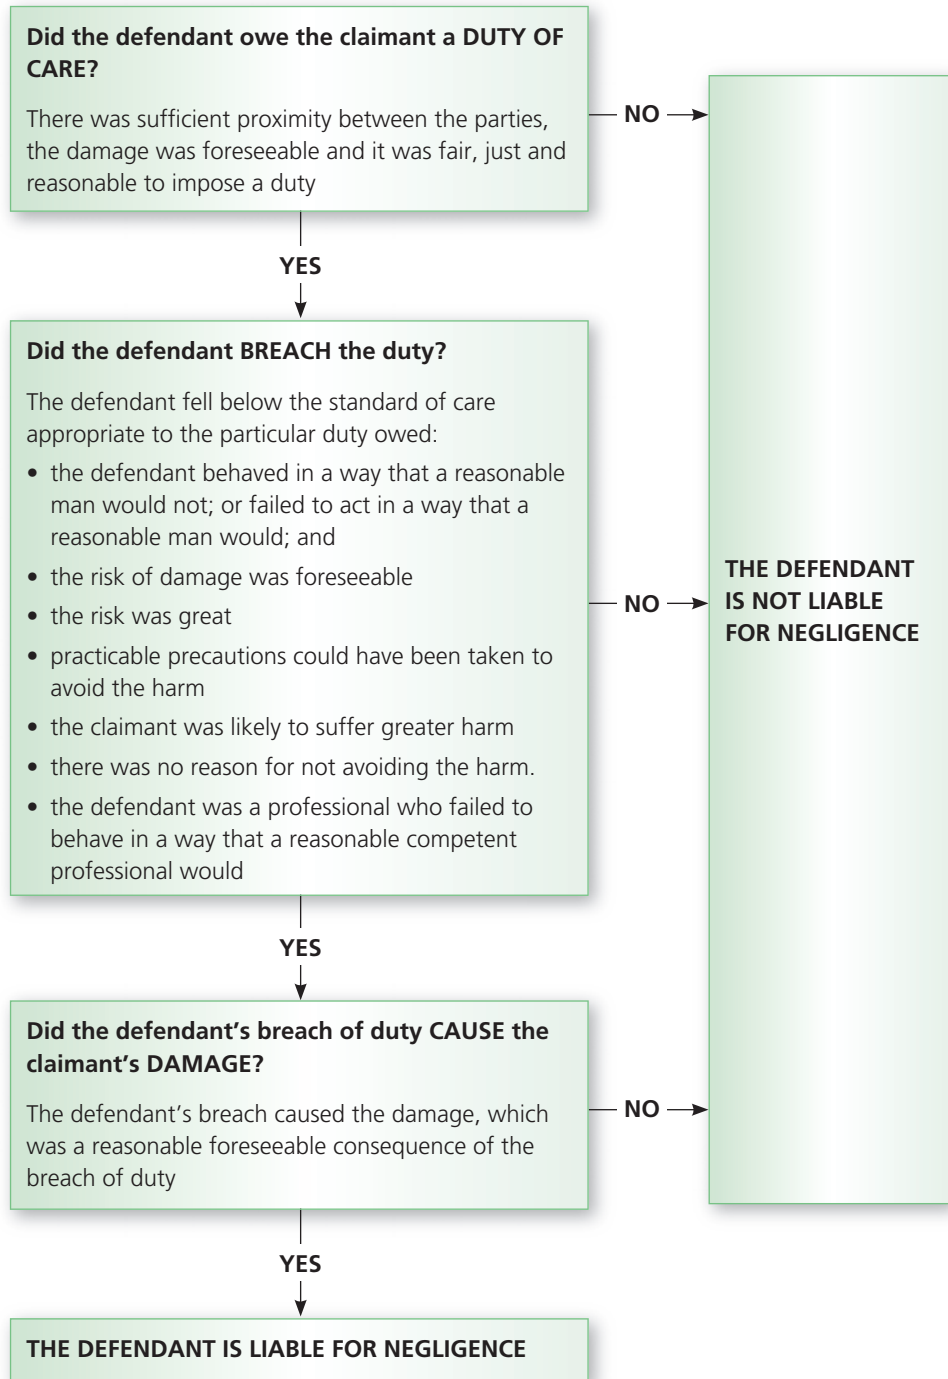 Did the defendant owe the claimant a DUTY OF
CARE?
There was sufficient proximity between the parties,
the damage was foreseeable and it was fair, just and
reasonable to impose a duty
NO
YES
Did the defendant BREACH the duty?
The defendant fell below the standard of care
appropriate to the particular duty owed:
• the defendant behaved in a way that a reasonable
man would not; or failed to act in a way that a
reasonable man would; and
• the risk of damage was foreseeable
• the risk was great
• practicable precautions could have been taken to
avoid the harm
• the claimant was likely to suffer greater harm
• there was no reason for not avoiding the harm.
• the defendant was a professional who failed to
behave in a way that a reasonable competent
professional would
NO
THE DEFENDANT
IS NOT LIABLE
FOR NEGLIGENCE
YES
Did the defendant’s breach of duty CAUSE the
claimant’s DAMAGE?
The defendant’s breach caused the damage, which
was a reasonable foreseeable consequence of the
breach of duty
NO
YES
THE DEFENDANT IS LIABLE FOR NEGLIGENCE